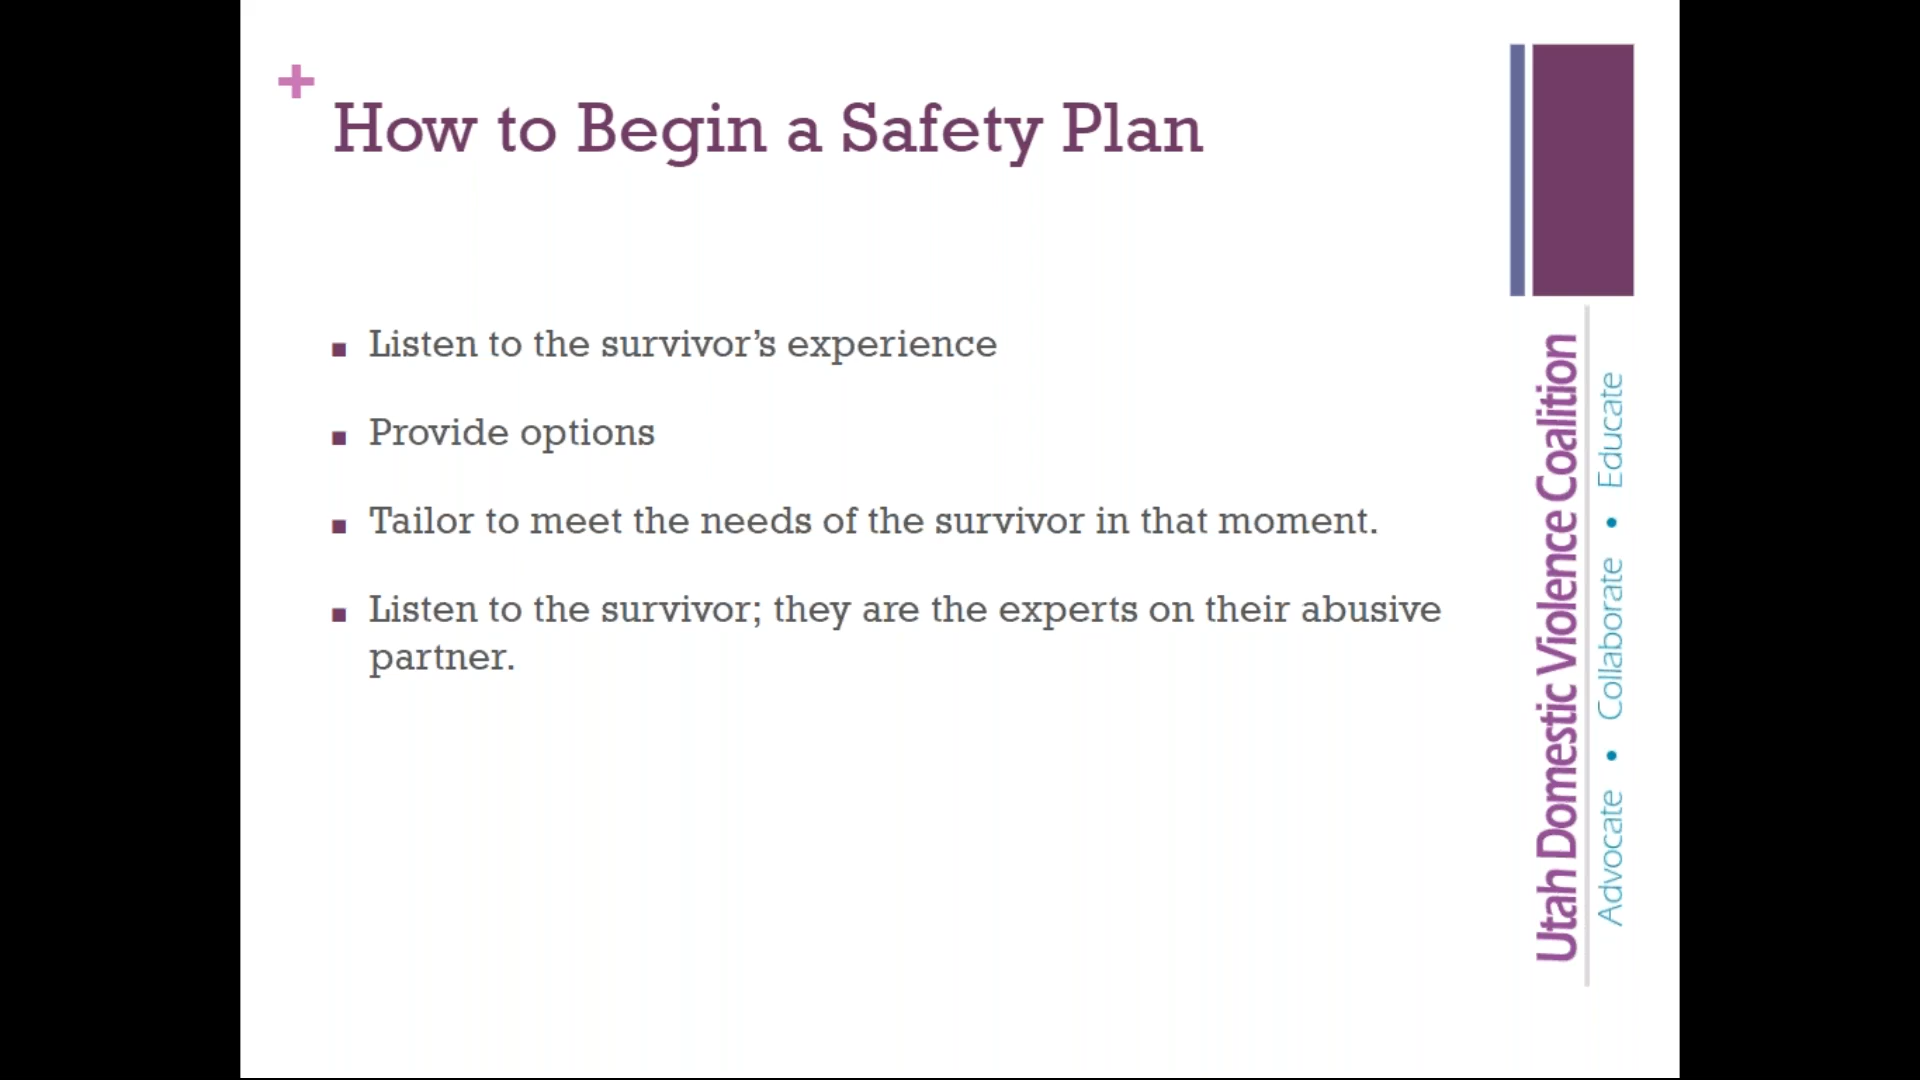 +
How to Begin a Safety Plan
■ Listen to the survivor’s experience
■ Provide options
■ Tailor to meet the needs of the survivor in that moment.
■ Listen to the survivor; they are the experts on their abusive
partner.
Utah Domestic Violence Coalition
Advocate • Collaborate • Educate